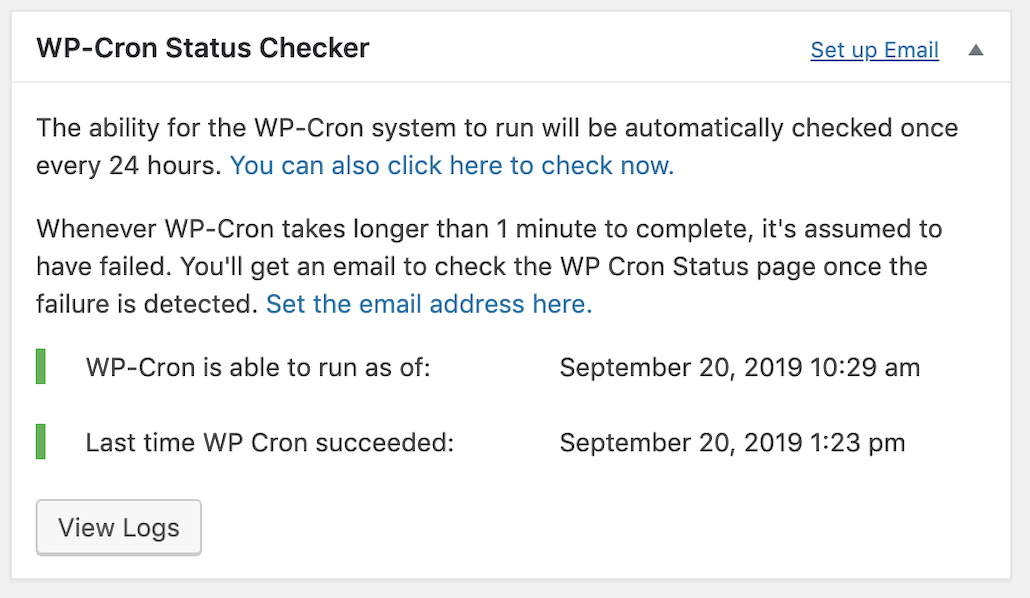 WP-Cron Status Checker
Set up Email
The ability for the WP-Cron system to run will be automatically checked once
every 24 hours. You can also click here to check now.
Whenever WP-Cron takes longer than 1 minute to complete, it's assumed to
have failed. You'll get an email to check the WP Cron Status page once the
failure is detected. Set the email address here.
WP-Cron is able to run as of: September 20, 2019 10:29 am
Last time WP Cron succeeded: September 20, 2019 1:23 pm
View Logs